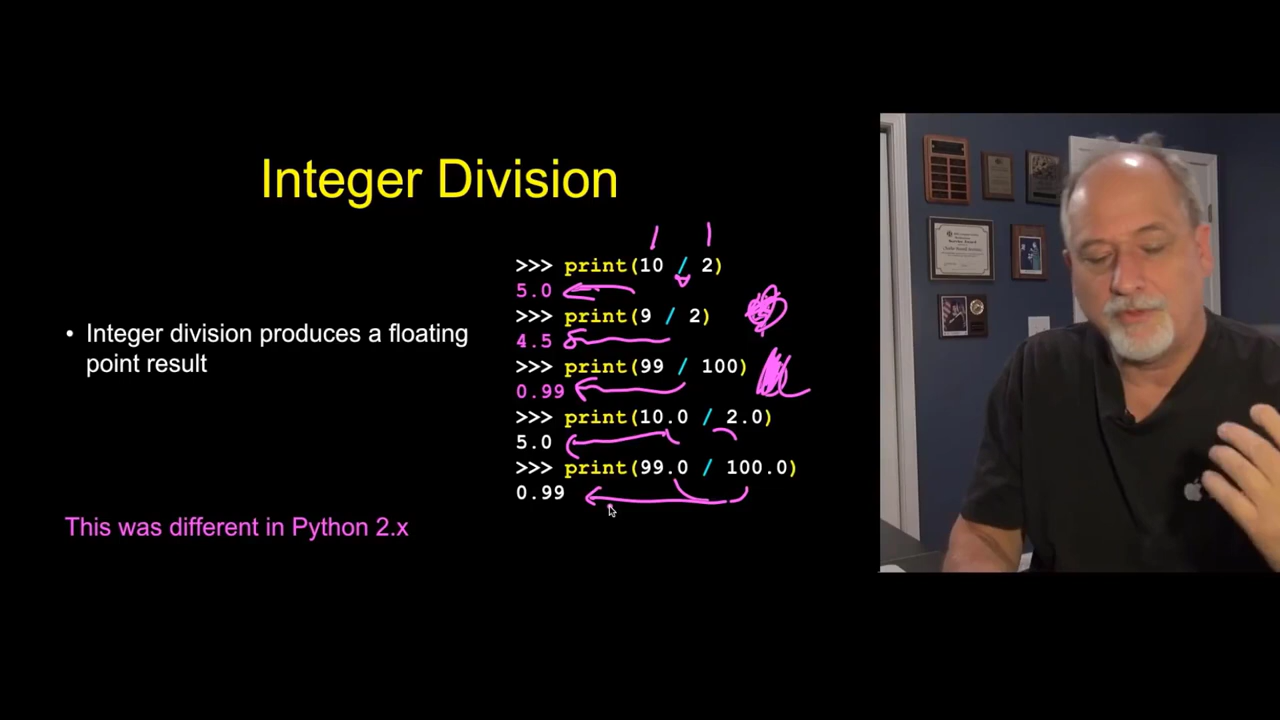 Integer Division
>>> print(10 / 2)
5.0
>>> print(9 / 2)
4.5
>>> print(99 / 100)
0.99
>>> print(10.0 / 2.0)
5.0
>>> print(99.0 / 100.0)
0.99
• Integer division produces a floating
point result
This was different in Python 2.x